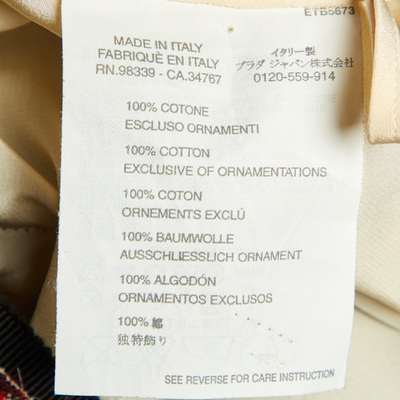 ETB5673
MADE IN ITALY
FABRIQUÈ EN ITALY
RN.98339 - CA.34767
イタリー製
プラダ ジャパン株式会社
0120-559-914
100% COTONE
ESCLUSO ORNAMENTI
100% COTTON
EXCLUSIVE OF ORNAMENTATIONS
100% COTON
ORNEMENTS EXCLÚ
100% BAUMWOLLE
AUSSCHLIESSLICH ORNAMENT
100% ALGODÓN
ORNAMENTOS EXCLUSOS
100% 綿
独特飾り
SEE REVERSE FOR CARE INSTRUCTION